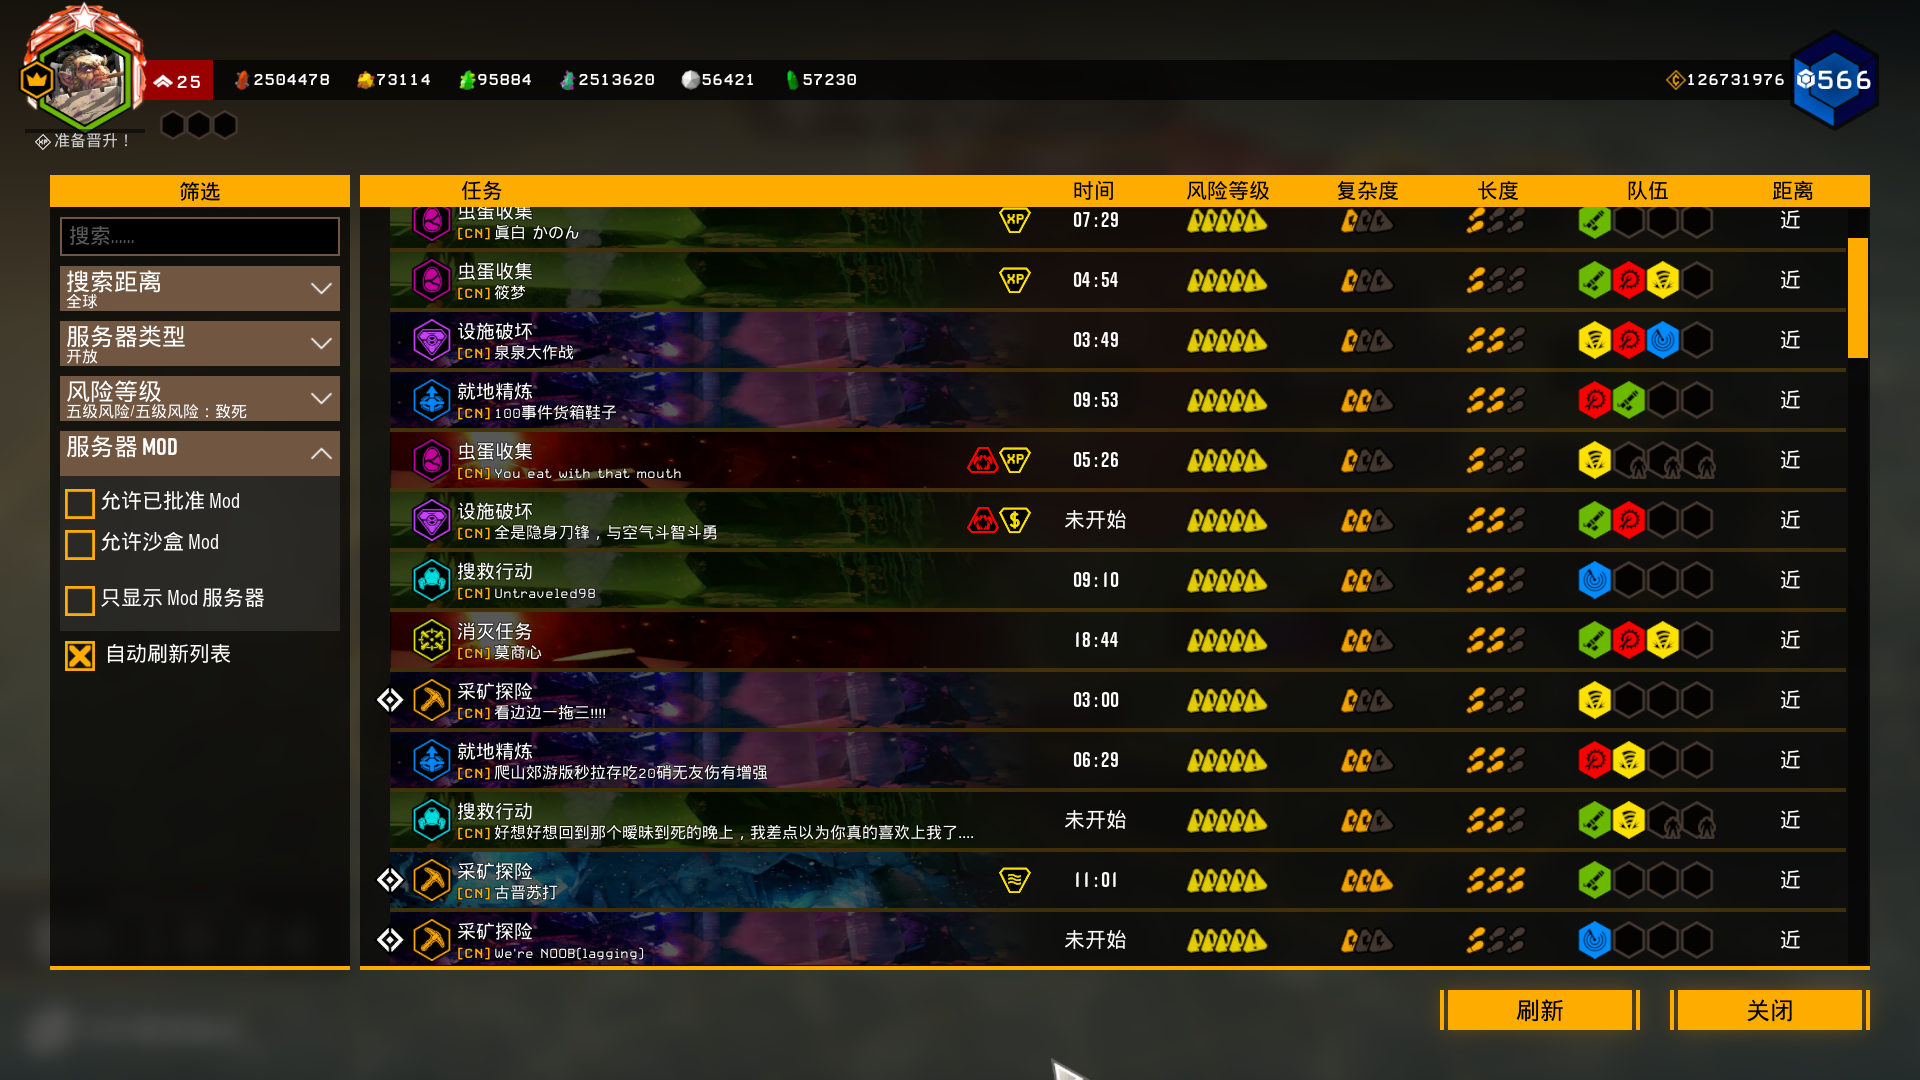 25 2504478 73114 95884 2513620 56421 57230 126731976 566
准备晋升！
筛选
搜索......
搜索距离
全球
服务器类型
开放
风险等级
五级风险/五级风险：致死
服务器 MOD
允许已批准 Mod
允许沙盒 Mod
只显示 Mod 服务器
自动刷新列表
任务 时间 风险等级 复杂度 长度 队伍 距离
虫蛋收集
[CN] 眞白 かのん XP 07:29 近
虫蛋收集
[CN] 筱梦 XP 04:54 近
设施破坏
[CN] 泉泉大作战 03:49 近
就地精炼
[CN] 100事件货箱鞋子 09:53 近
虫蛋收集
[CN] You eat with that mouth XP 05:26 近
设施破坏
[CN] 全是隐身刀锋，与空气斗智斗勇 $ 未开始 近
搜救行动
[CN] Untraveled98 09:10 近
消灭任务
[CN] 莫商心 18:44 近
采矿探险
[CN] 看边边一拖三!!!! 03:00 近
就地精炼
[CN] 爬山郊游版秒拉存吃20硝无友伤有增强 06:29 近
搜救行动
[CN] 好想好想回到那个暧昧到死的晚上，我差点以为你真的喜欢上我了.... 未开始 近
采矿探险
[CN] 古晋苏打 11:01 近
采矿探险
[CN] We're NOOB(lagging) 未开始 近
刷新 关闭